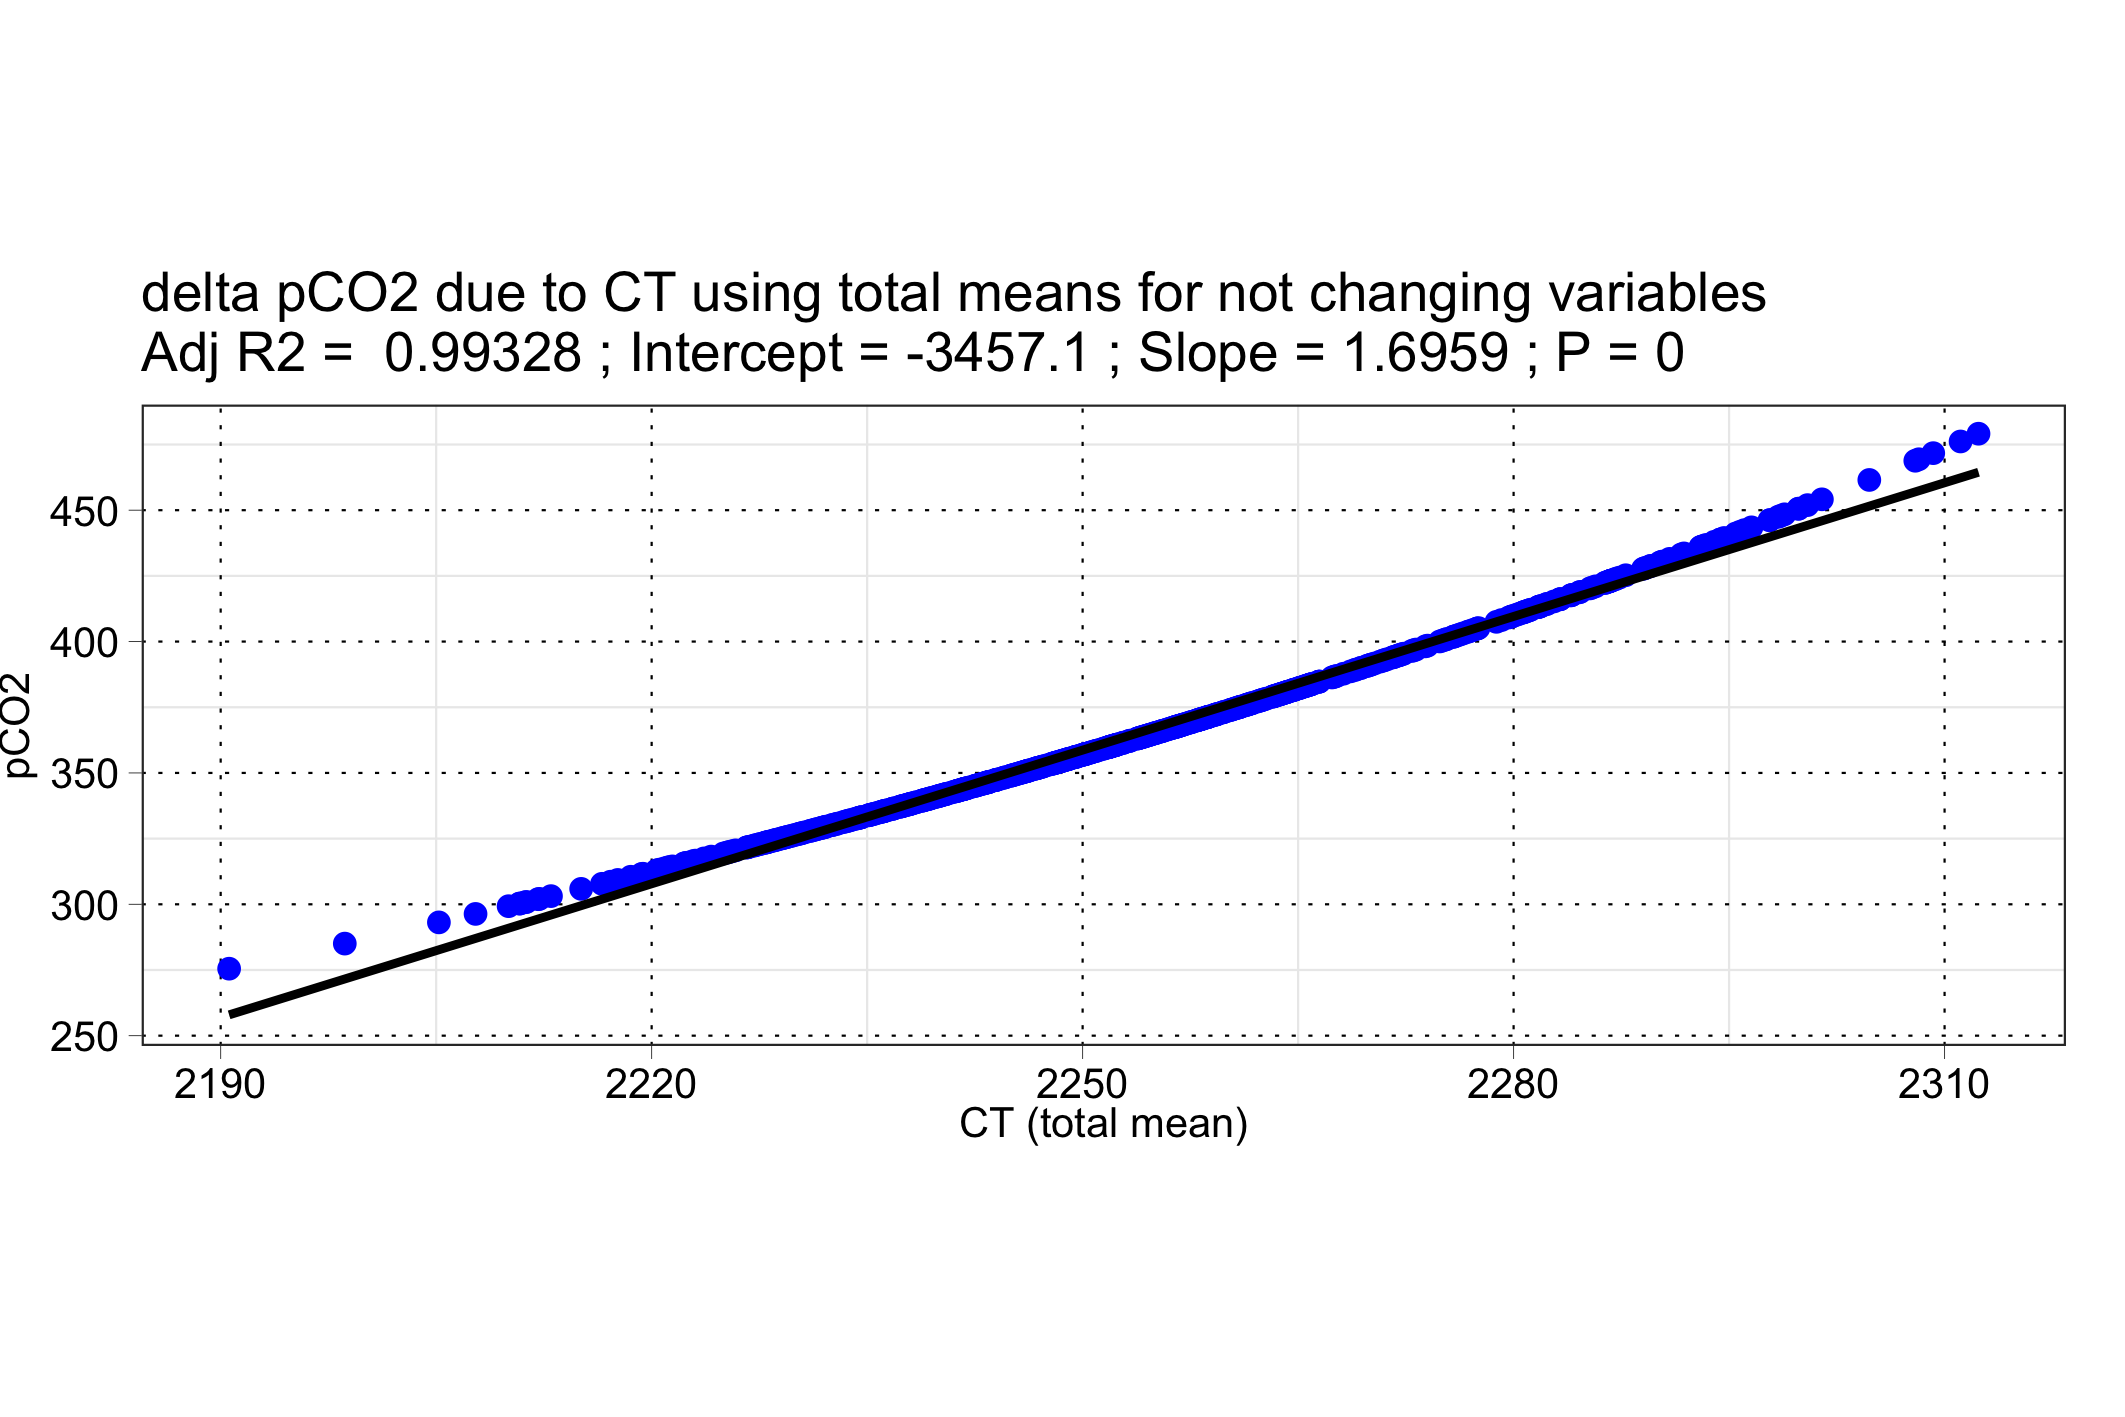 delta pCO2 due to CT using total means for not changing variables
Adj R2 =  0.99328 ; Intercept = -3457.1 ; Slope = 1.6959 ; P = 0
450
400
350
300
250
pCO2
2190 2220 2250 2280 2310
CT (total mean)